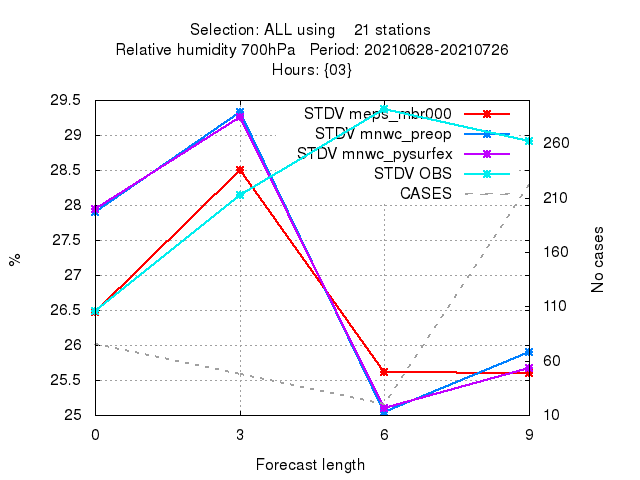 Selection: ALL using    21 stations
Relative humidity 700hPa   Period: 20210628-20210726
Hours: {03}
29.5
29
28.5
28
27.5
27
26.5
26
25.5
25
%
STDV meps_mbr000
STDV mnwc_preop
STDV mnwc_pysurfex
STDV OBS
CASES
260
210
160
110
60
10
No cases
0 3 6 9
Forecast length